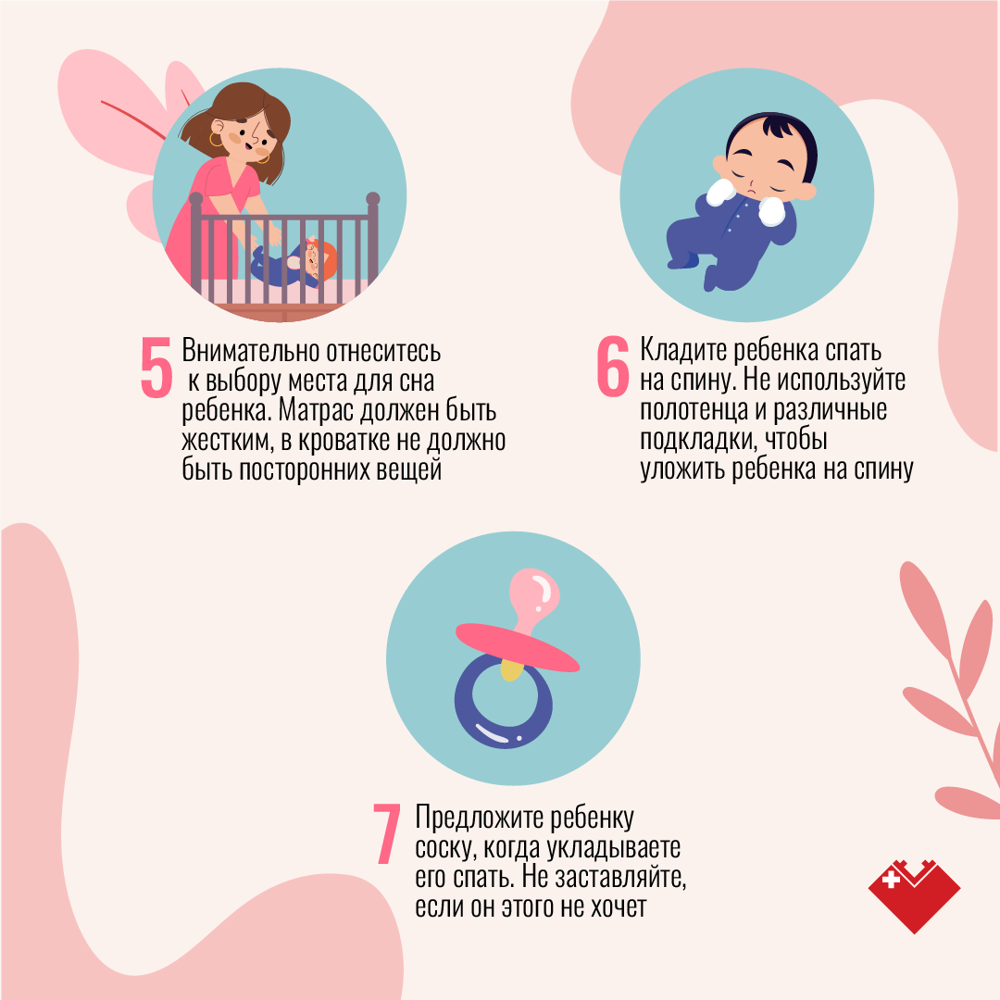 5
Внимательно отнеситесь
к выбору места для сна
ребенка. Матрас должен быть
жестким, в кроватке не должно
быть посторонних вещей
6
Кладите ребенка спать
на спину. Не используйте
полотенца и различные
подкладки, чтобы
уложить ребенка на спину
7
Предложите ребенку
соску, когда укладываете
его спать. Не заставляйте,
если он этого не хочет